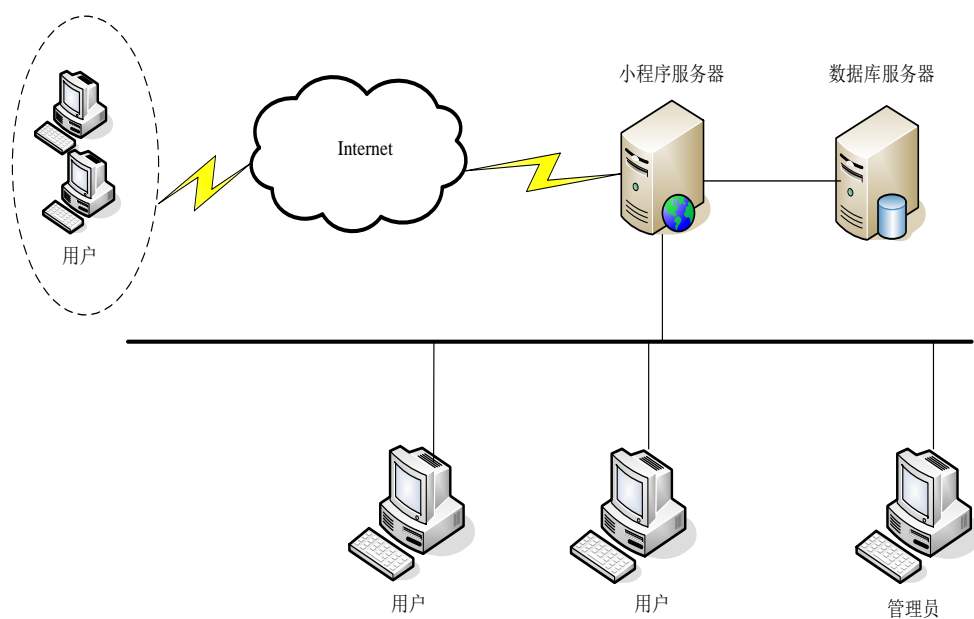 小程序服务器
数据库服务器
Internet
用户
用户
用户
管理员